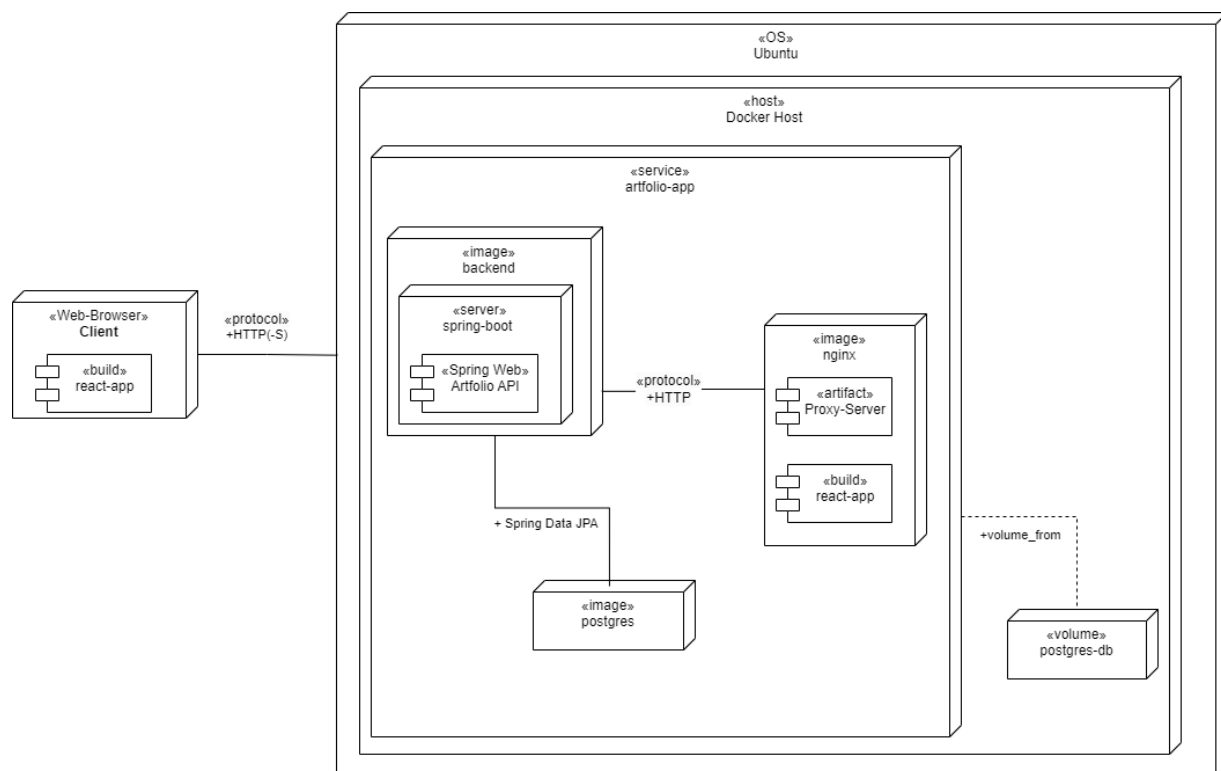 «OS»
Ubuntu
«host»
Docker Host
«service»
artfolio-app
«image»
backend
«server»
spring-boot
«Spring Web»
Artfolio API
«Web-Browser»
Client
«build»
react-app
«protocol»
+HTTP(-S)
«protocol»
+HTTP
«image»
nginx
«artifact»
Proxy-Server
«build»
react-app
+ Spring Data JPA
+volume_from
«image»
postgres
«volume»
postgres-db